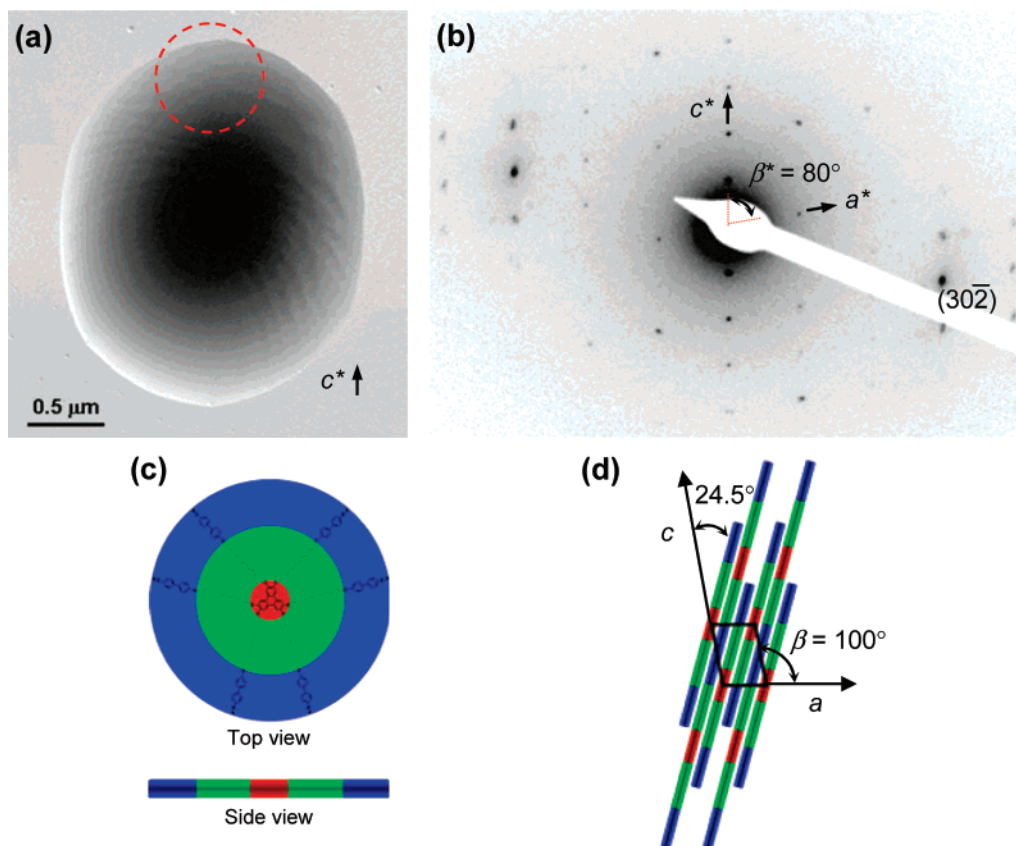 (a)
c*
0.5 μm
(b)
c*
β* = 80°
a*
(302̅)
(c)
Top view
Side view
(d)
24.5°
c
β = 100°
a